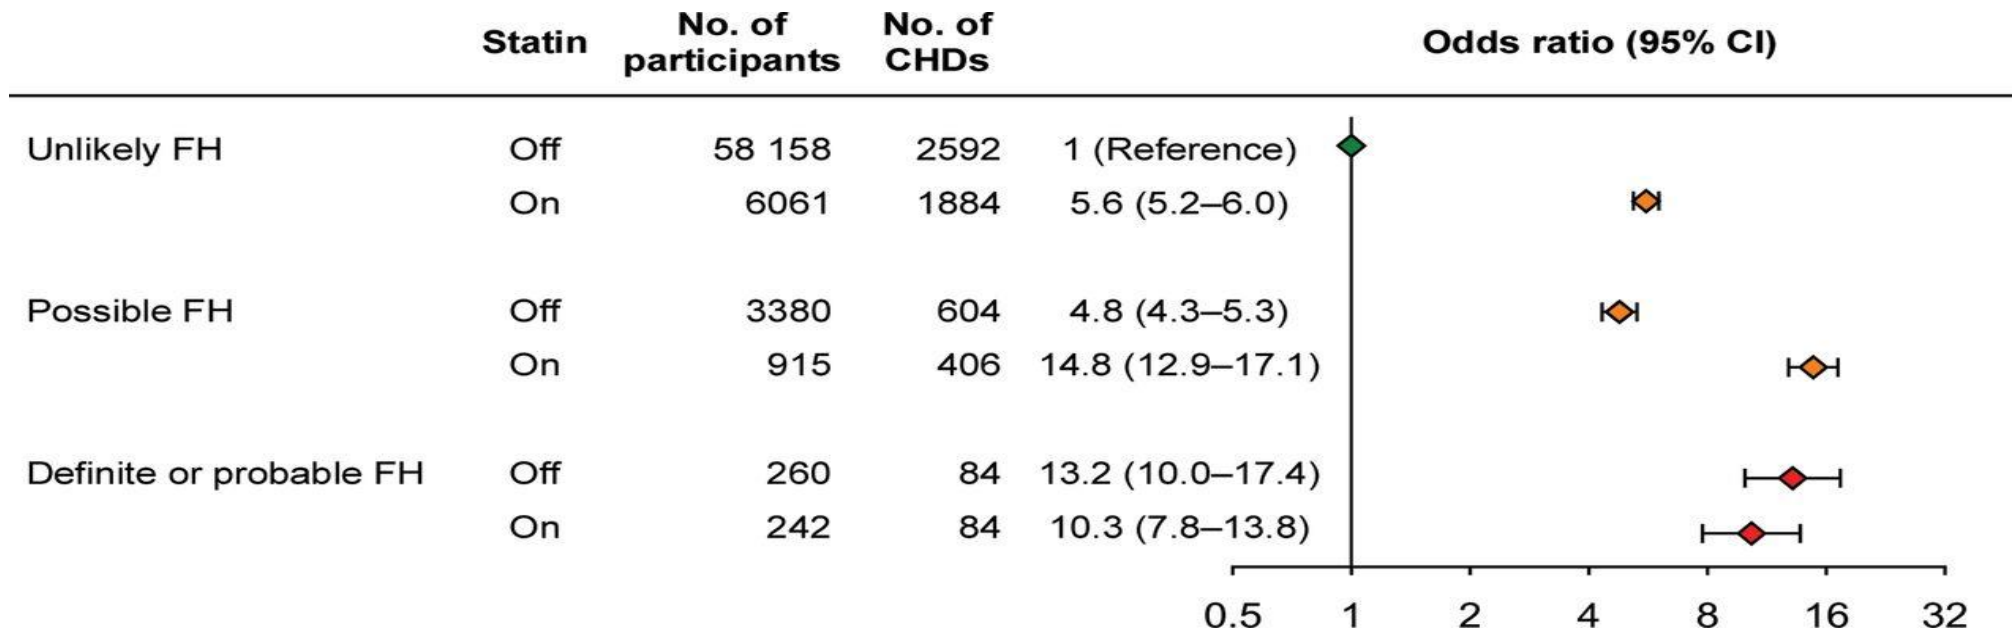 Statin No. of participants No. of CHDs Odds ratio (95% CI)
Unlikely FH Off 58 158 2592 1 (Reference)
On 6061 1884 5.6 (5.2–6.0)
Possible FH Off 3380 604 4.8 (4.3–5.3)
On 915 406 14.8 (12.9–17.1)
Definite or probable FH Off 260 84 13.2 (10.0–17.4)
On 242 84 10.3 (7.8–13.8)
0.5 1 2 4 8 16 32